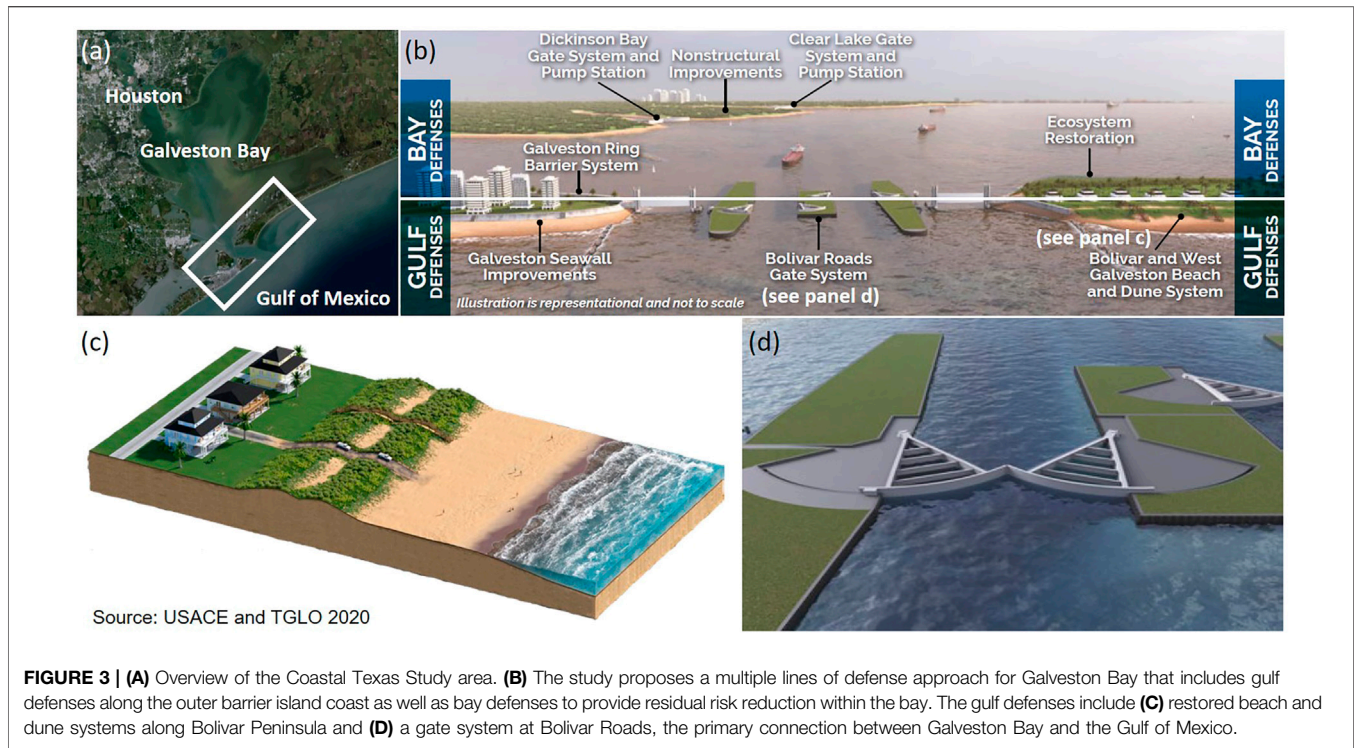 (a)
Houston
Galveston Bay
Gulf of Mexico
(b)
BAY
DEFENSES
GULF
DEFENSES
Dickinson Bay
Gate System and
Pump Station
Nonstructural
Improvements
Clear Lake Gate
System and
Pump Station
Galveston Ring
Barrier System
Ecosystem
Restoration
BAY
DEFENSES
GULF
DEFENSES
Galveston Seawall
Improvements
Illustration is representational and not to scale
Bolivar Roads
Gate System
(see panel d)
(see panel c)
Bolivar and West
Galveston Beach
and Dune System
(c)
Source: USACE and TGLO 2020
(d)
FIGURE 3 | (A) Overview of the Coastal Texas Study area. (B) The study proposes a multiple lines of defense approach for Galveston Bay that includes gulf
defenses along the outer barrier island coast as well as bay defenses to provide residual risk reduction within the bay. The gulf defenses include (C) restored beach and
dune systems along Bolivar Peninsula and (D) a gate system at Bolivar Roads, the primary connection between Galveston Bay and the Gulf of Mexico.